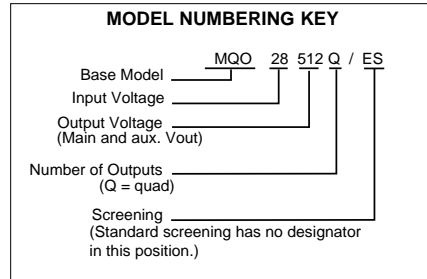 MODEL NUMBERING KEY
MQO 28 512 Q / ES
Base Model
Input Voltage
Output Voltage
(Main and aux. Vout)
Number of Outputs
(Q = quad)
Screening
(Standard screening has no designator
in this position.)